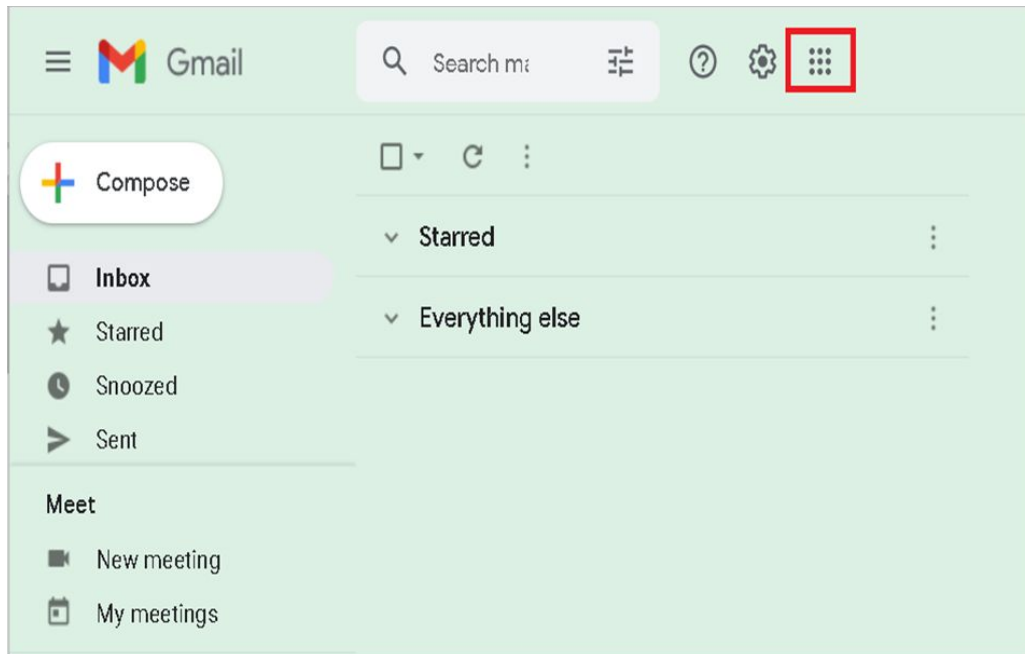 Gmail
Search ma
Compose
Inbox
Starred
Snoozed
Sent
Meet
New meeting
My meetings
Starred
Everything else